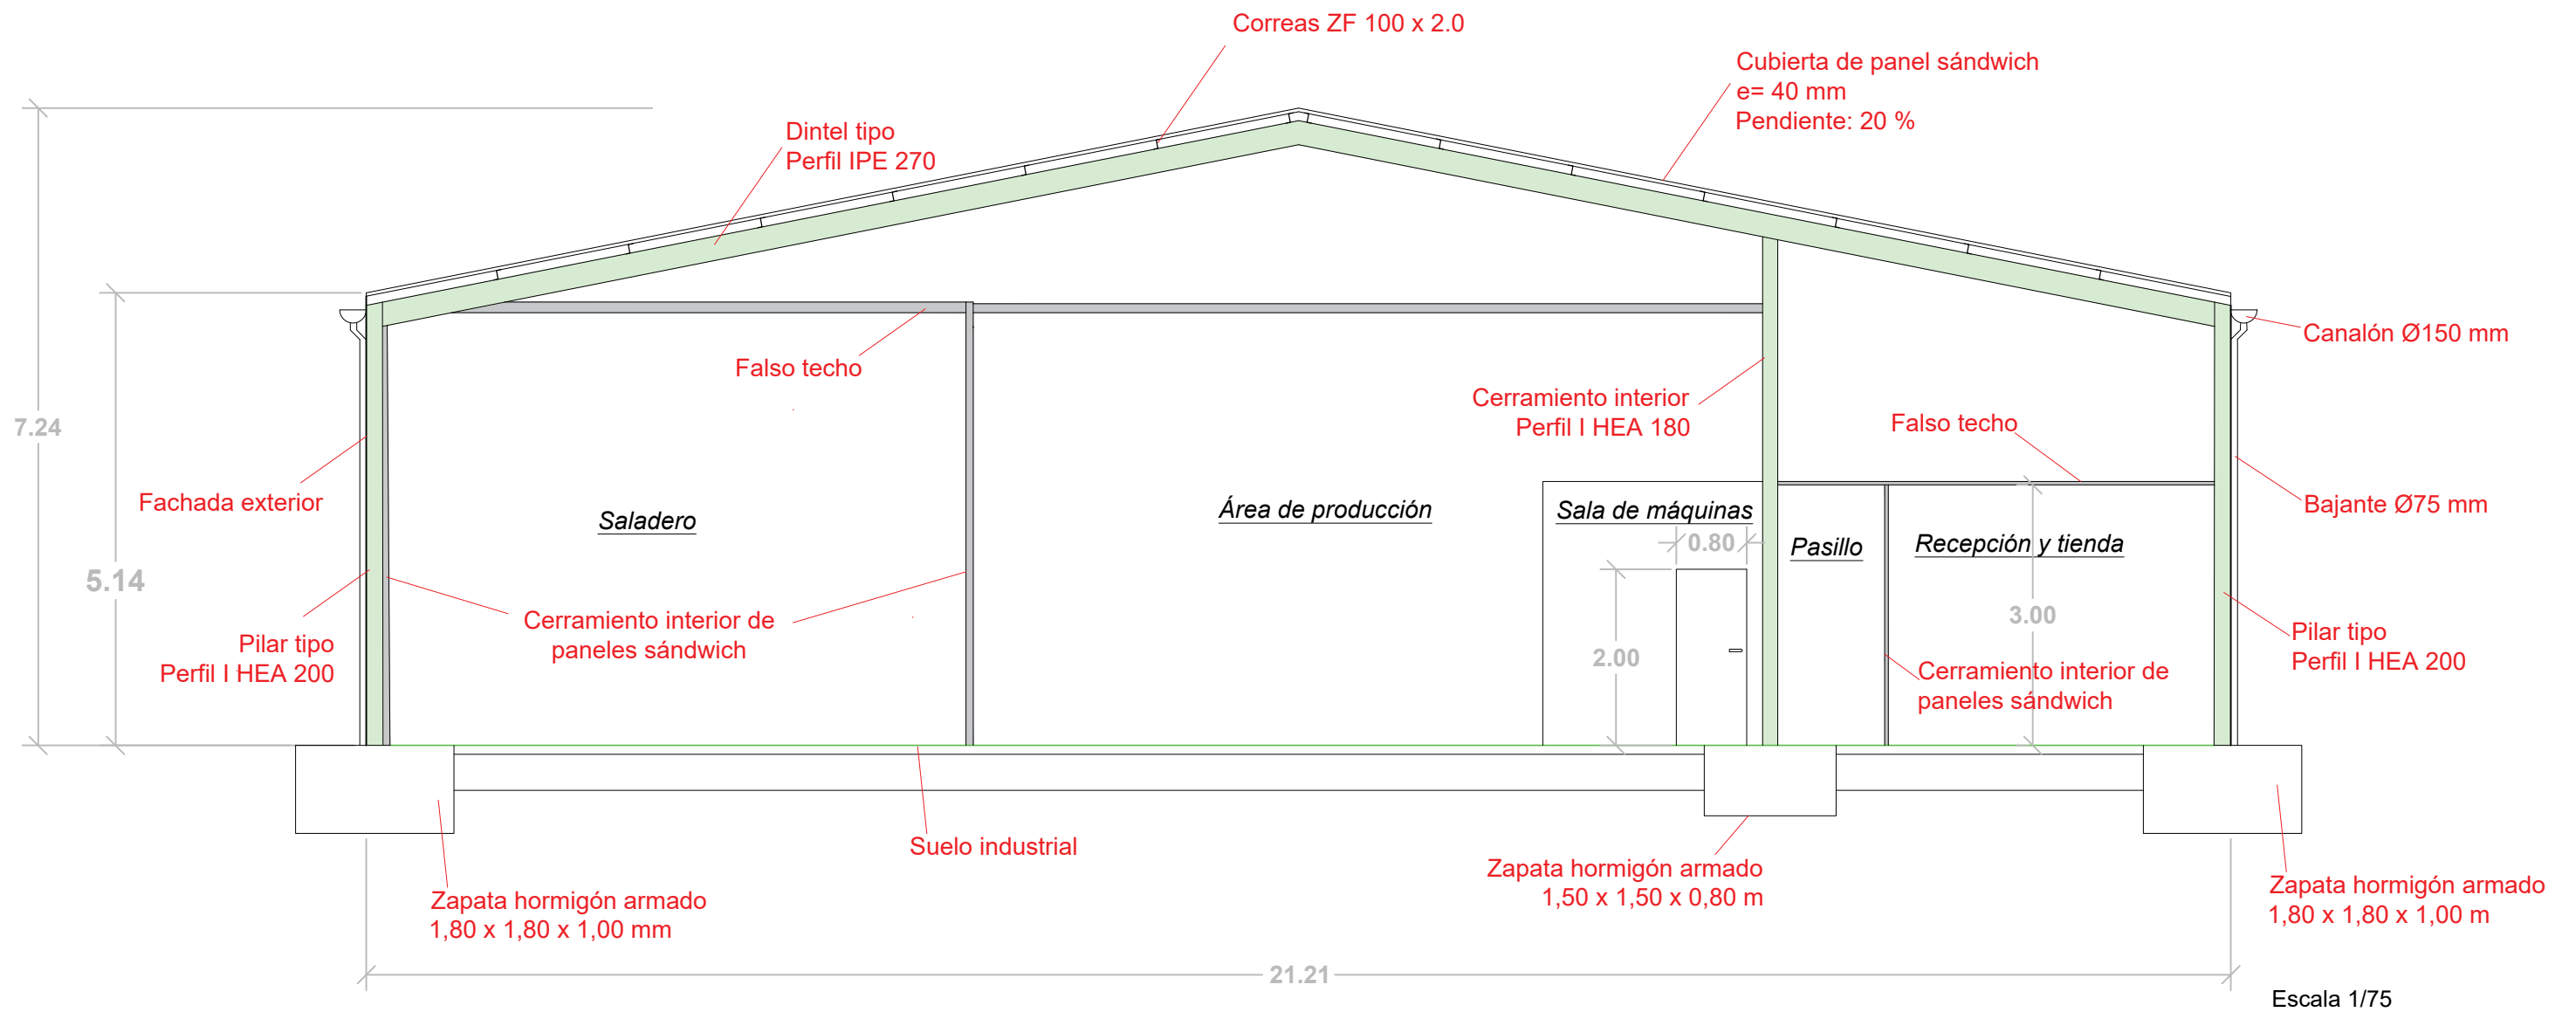 Correas ZF 100 x 2.0
Cubierta de panel sándwich
e= 40 mm
Pendiente: 20 %
Dintel tipo
Perfil IPE 270
Canalón Ø150 mm
Falso techo
Cerramiento interior
Perfil I HEA 180
Falso techo
7.24
Fachada exterior
Saladero
Área de producción
Sala de máquinas
Bajante Ø75 mm
0.80
Pasillo
Recepción y tienda
5.14
3.00
Cerramiento interior de
paneles sándwich
Pilar tipo
Perfil I HEA 200
2.00
Pilar tipo
Perfil I HEA 200
Cerramiento interior de
paneles sándwich
Suelo industrial
Zapata hormigón armado
1,50 x 1,50 x 0,80 m
Zapata hormigón armado
1,80 x 1,80 x 1,00 m
Zapata hormigón armado
1,80 x 1,80 x 1,00 mm
21.21
Escala 1/75